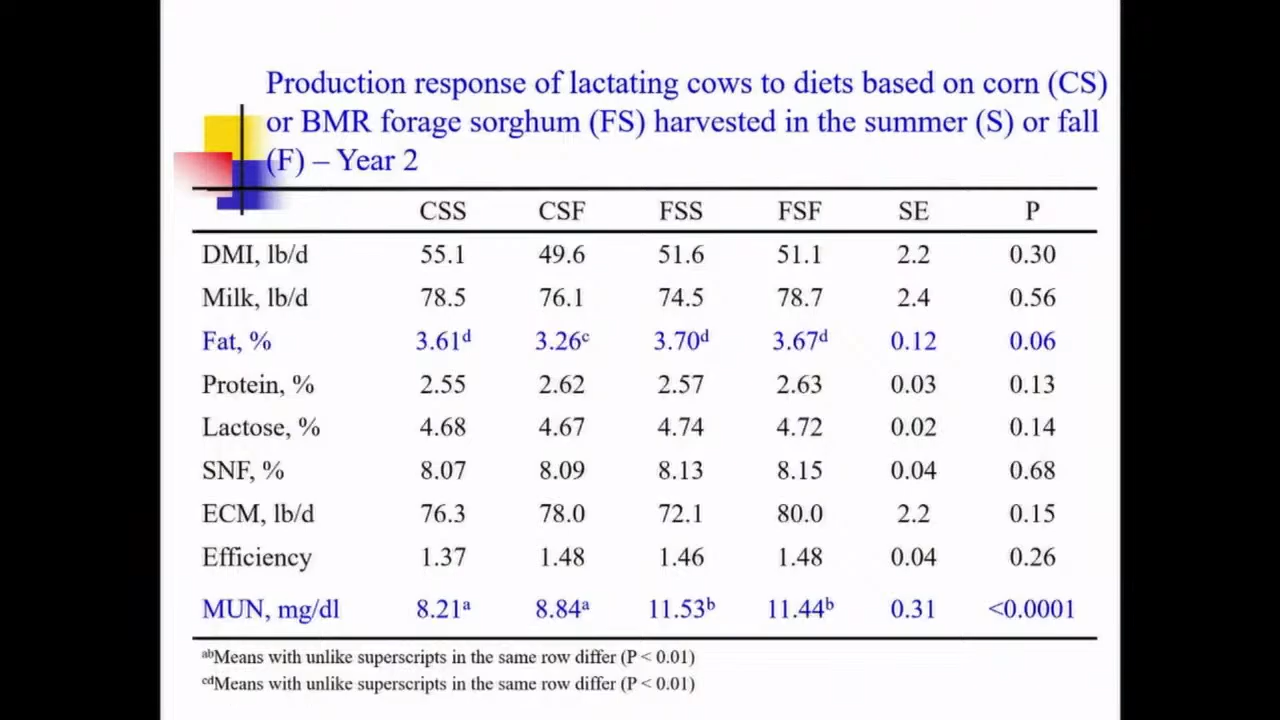 Production response of lactating cows to diets based on corn (CS)
or BMR forage sorghum (FS) harvested in the summer (S) or fall
(F) – Year 2
CSS CSF FSS FSF SE P
DMI, lb/d 55.1 49.6 51.6 51.1 2.2 0.30
Milk, lb/d 78.5 76.1 74.5 78.7 2.4 0.56
Fat, % 3.61ᵈ 3.26ᶜ 3.70ᵈ 3.67ᵈ 0.12 0.06
Protein, % 2.55 2.62 2.57 2.63 0.03 0.13
Lactose, % 4.68 4.67 4.74 4.72 0.02 0.14
SNF, % 8.07 8.09 8.13 8.15 0.04 0.68
ECM, lb/d 76.3 78.0 72.1 80.0 2.2 0.15
Efficiency 1.37 1.48 1.46 1.48 0.04 0.26
MUN, mg/dl 8.21ᵃ 8.84ᵃ 11.53ᵇ 11.44ᵇ 0.31 <0.0001
ᵃᵇMeans with unlike superscripts in the same row differ (P < 0.01)
ᶜᵈMeans with unlike superscripts in the same row differ (P < 0.01)